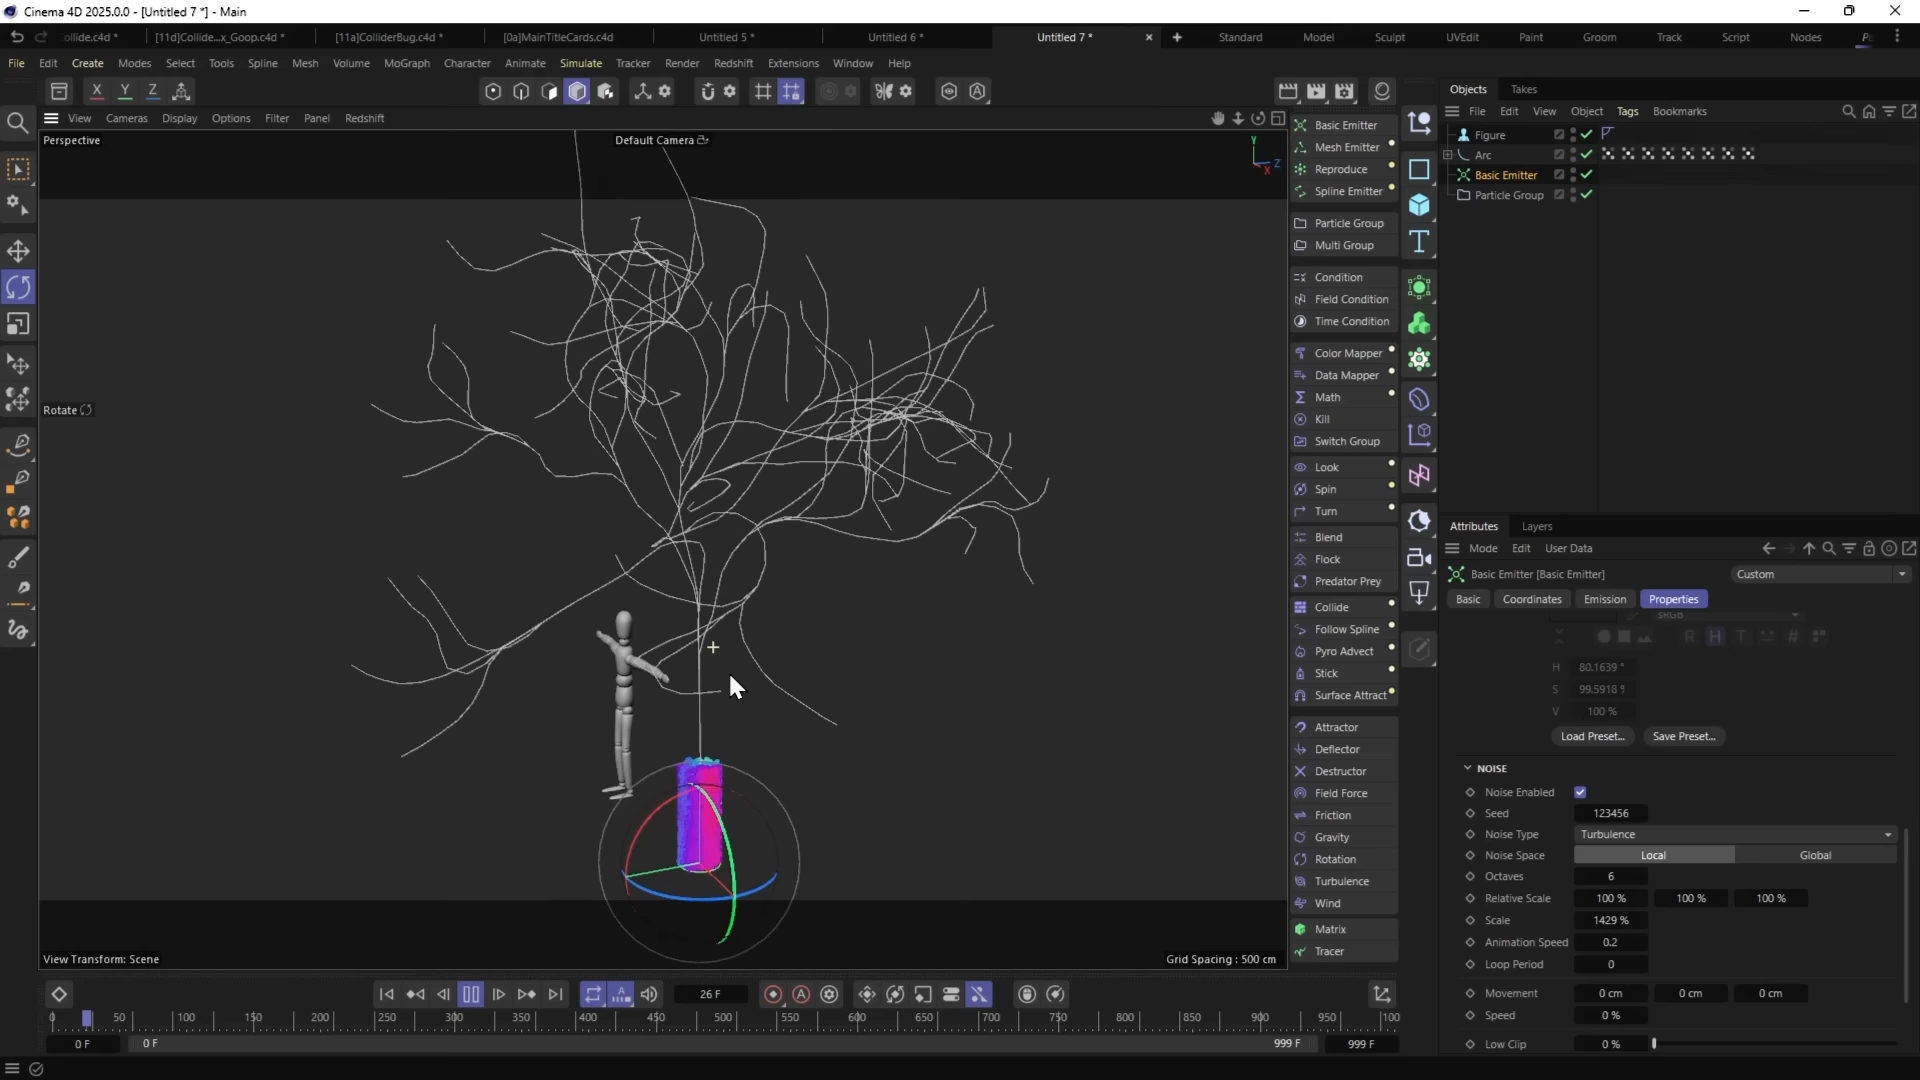 Cinema 4D 2025.0.0 - [Untitled 7 *] - Main
ollide.c4d *
[11d]Collide...x_Goop.c4d *
[11a]ColliderBug.c4d *
[0a]MainTitleCards.c4d
Untitled 5 *
Untitled 6 *
Untitled 7 *
Standard
Model
Sculpt
UVEdit
Paint
Groom
Track
Script
Nodes
File Edit Create Modes Select Tools Spline Mesh Volume MoGraph Character Animate Simulate Tracker Render Redshift Extensions Window Help
X Y Z
Objects Takes
File Edit View Object Tags Bookmarks
View Cameras Display Options Filter Panel Redshift
Perspective
Default Camera
Y
Z
X
Rotate
View Transform: Scene
Grid Spacing : 500 cm
Basic Emitter
Mesh Emitter
Reproduce
Spline Emitter
Particle Group
Multi Group
Condition
Field Condition
Time Condition
Color Mapper
Data Mapper
Math
Kill
Switch Group
Look
Spin
Turn
Blend
Flock
Predator Prey
Collide
Follow Spline
Pyro Advect
Stick
Surface Attract
Attractor
Deflector
Destructor
Field Force
Friction
Gravity
Rotation
Turbulence
Wind
Matrix
Tracer
Figure
Arc
Basic Emitter
Particle Group
Attributes Layers
Mode Edit User Data
Basic Emitter [Basic Emitter]
Custom
Basic Coordinates Emission Properties
sRGB
R H T #
H 80.1639 °
S 99.5918 %
V 100 %
Load Preset... Save Preset...
NOISE
Noise Enabled
Seed 123456
Noise Type Turbulence
Noise Space Local Global
Octaves 6
Relative Scale 100 % 100 % 100 %
Scale 1429 %
Animation Speed 0.2
Loop Period 0
Movement 0 cm 0 cm 0 cm
Speed 0 %
Low Clip 0 %
26 F
0 50 100 150 200 250 300 350 400 450 500 550 600 650 700 750 800 850 900 950 100
0 F 0 F 999 F 999 F